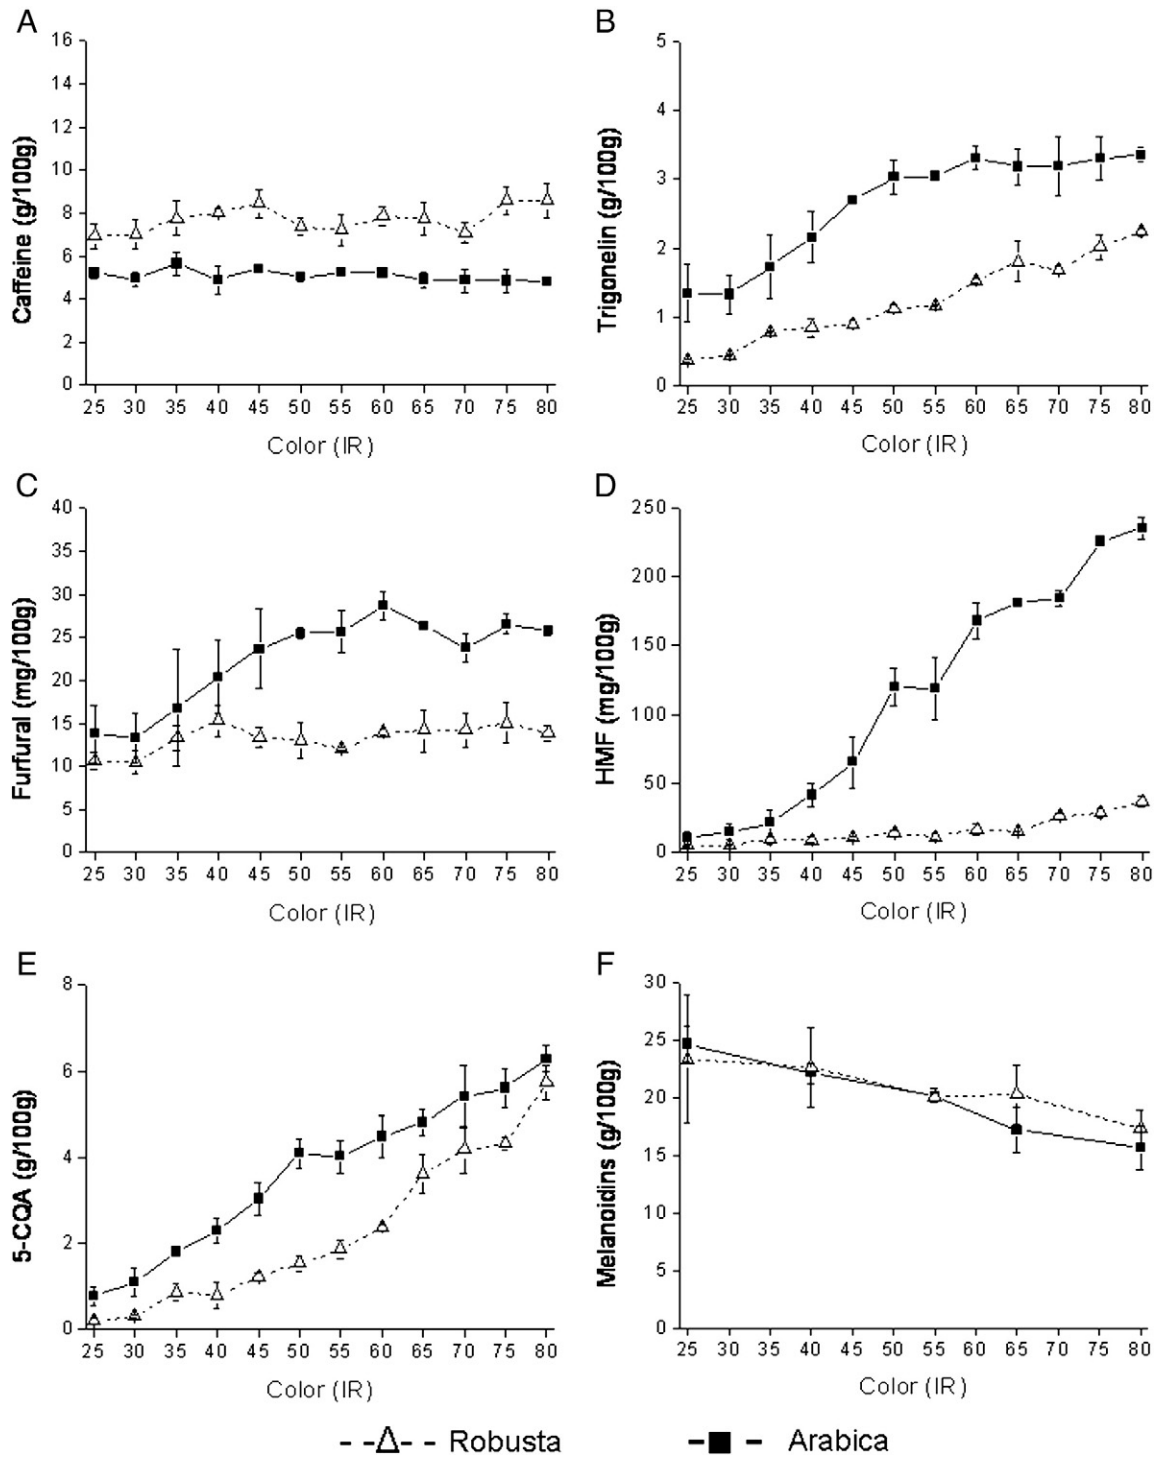 A
Caffeine (g/100g)
16
14
12
10
8
6
4
2
0
25 30 35 40 45 50 55 60 65 70 75 80
Color (IR)
B
Trigonelin (g/100g)
5
4
3
2
1
0
25 30 35 40 45 50 55 60 65 70 75 80
Color (IR)
C
Furfural (mg/100g)
40
35
30
25
20
15
10
5
0
25 30 35 40 45 50 55 60 65 70 75 80
Color (IR)
D
HMF (mg/100g)
250
200
150
100
50
0
25 30 35 40 45 50 55 60 65 70 75 80
Color (IR)
E
5-CQA (g/100g)
8
6
4
2
0
25 30 35 40 45 50 55 60 65 70 75 80
Color (IR)
F
Melanoidins (g/100g)
30
25
20
15
10
5
0
25 30 35 40 45 50 55 60 65 70 75 80
Color (IR)
Robusta
Arabica